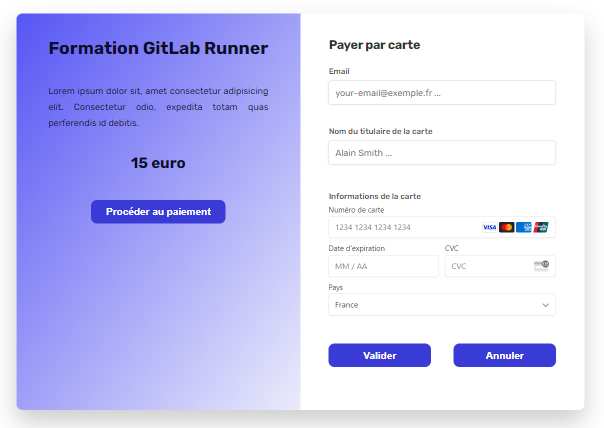 Formation GitLab Runner
Lorem ipsum dolor sit, amet consectetur adipisicing
elit. Consectetur odio, expedita totam quas
perferendis id debitis.
15 euro
Procéder au paiement
Payer par carte
Email
your-email@exemple.fr ...
Nom du titulaire de la carte
Alain Smith ...
Informations de la carte
Numéro de carte
1234 1234 1234 1234
VISA
Date d'expiration
CVC
MM / AA
CVC
Pays
France
Valider
Annuler